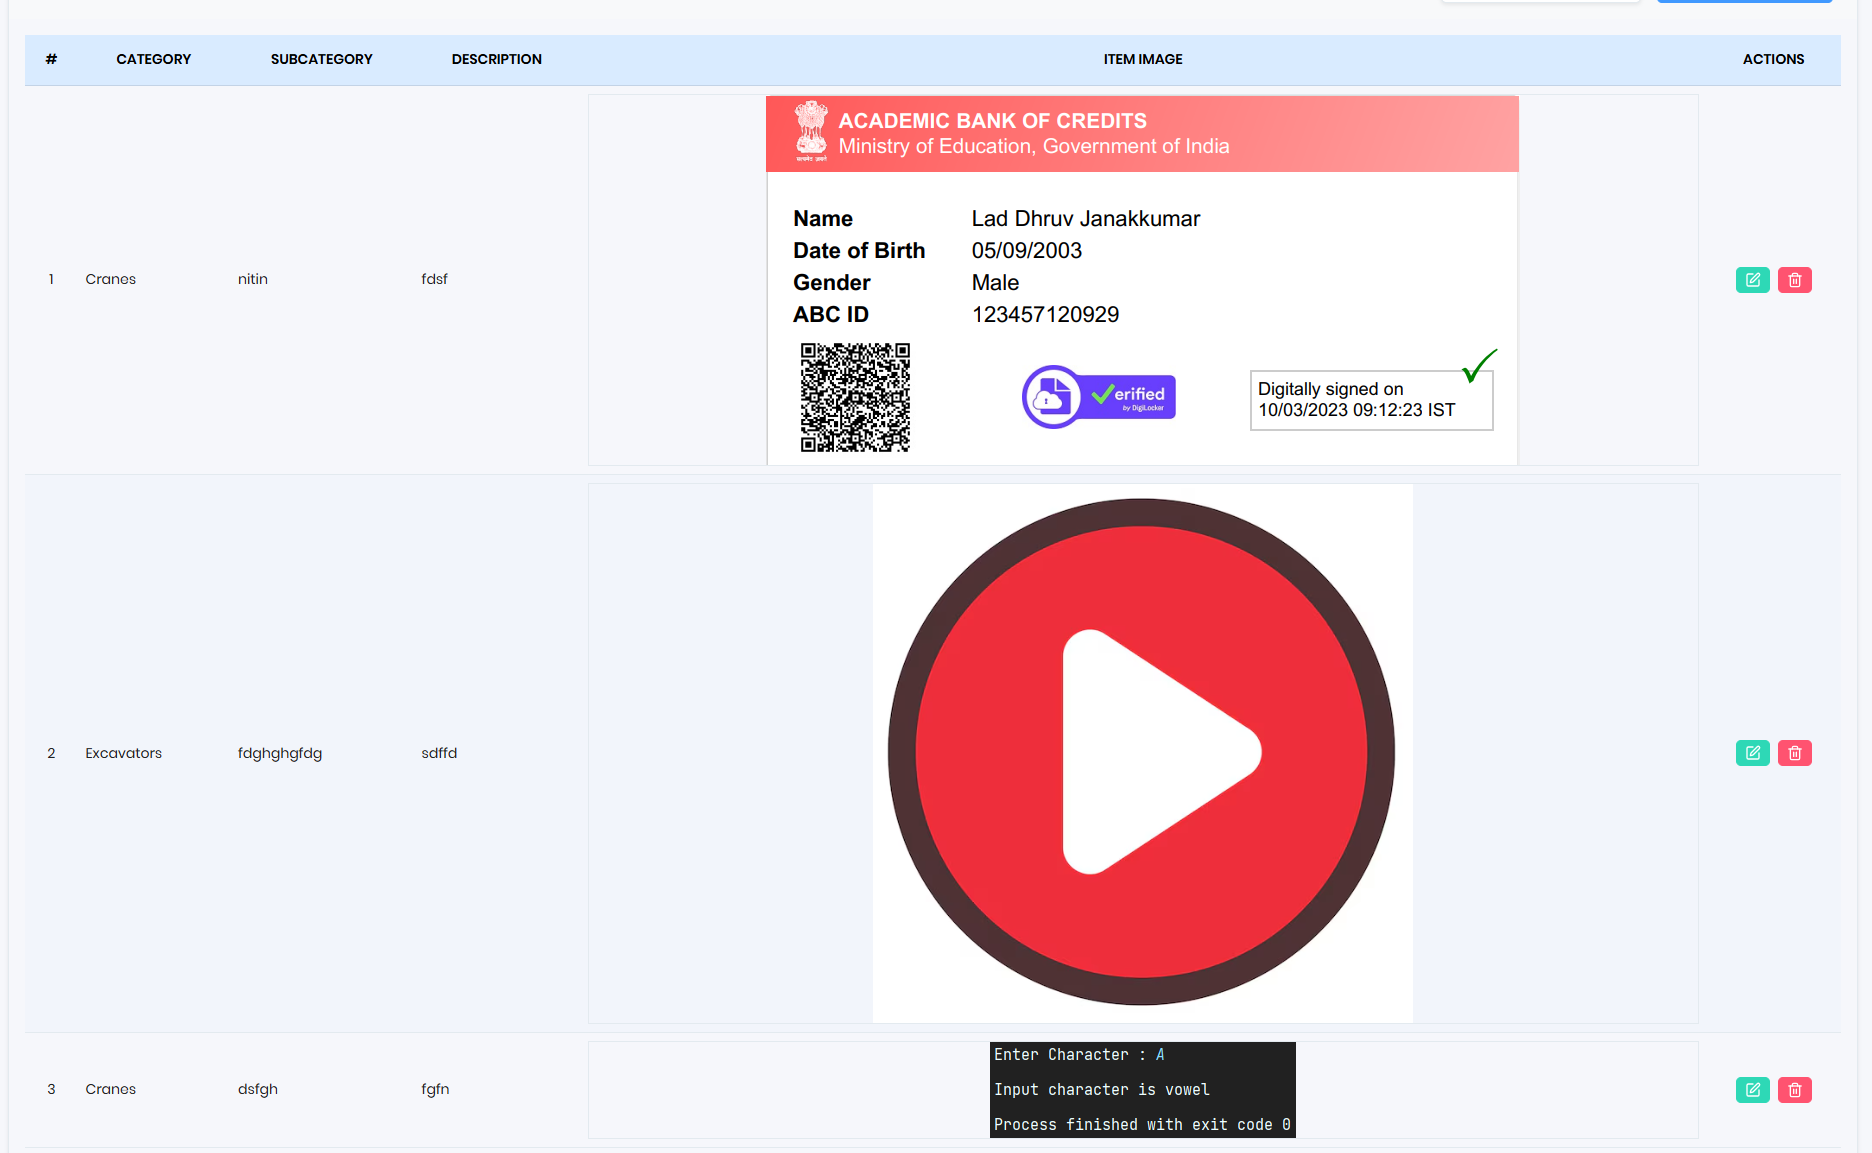 # CATEGORY SUBCATEGORY DESCRIPTION ITEM IMAGE ACTIONS
ACADEMIC BANK OF CREDITS
Ministry of Education, Government of India
सत्यमेव जयते
Name Lad Dhruv Janakkumar
Date of Birth 05/09/2003
1 Cranes nitin fdsf
Gender Male
ABC ID 123457120929
Verified
by DigiLocker
Digitally signed on
10/03/2023 09:12:23 IST
2 Excavators fdghghgfdg sdffd
3 Cranes dsfgh fgfn
Enter Character : A
Input character is vowel
Process finished with exit code 0